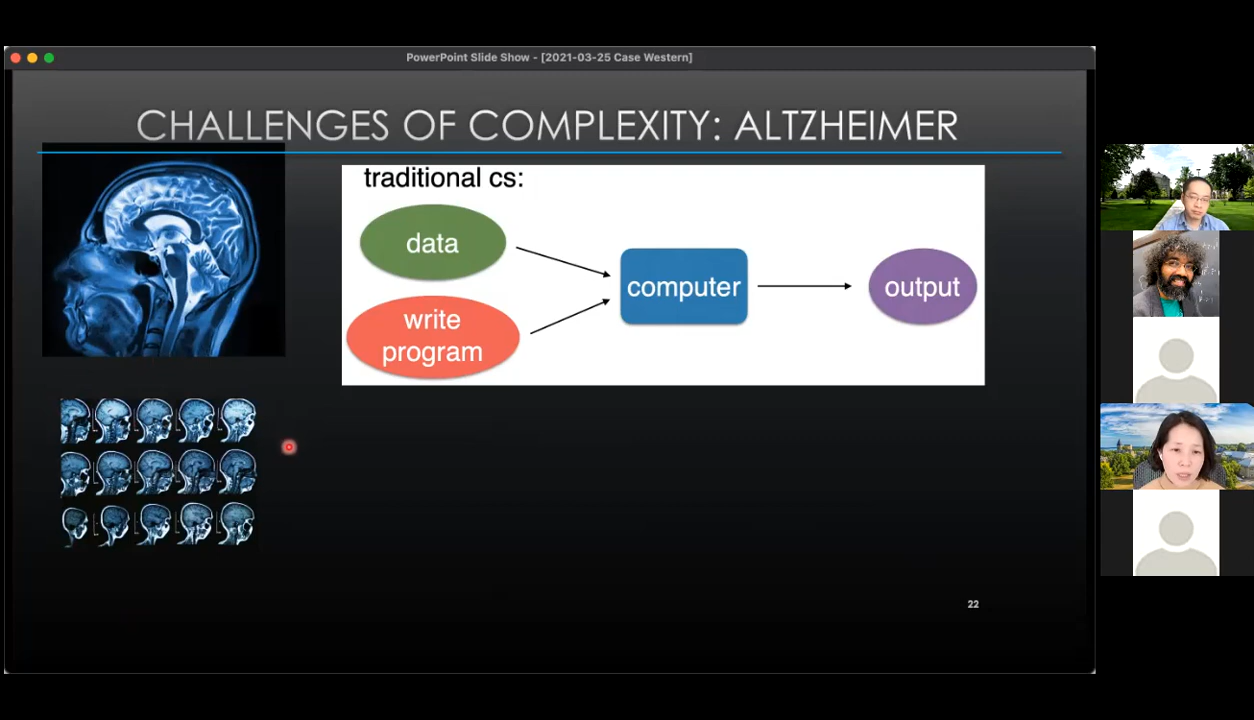 PowerPoint Slide Show - [2021-03-25 Case Western]
CHALLENGES OF COMPLEXITY: ALTZHEIMER
traditional cs:
data
write
program
computer
output
22